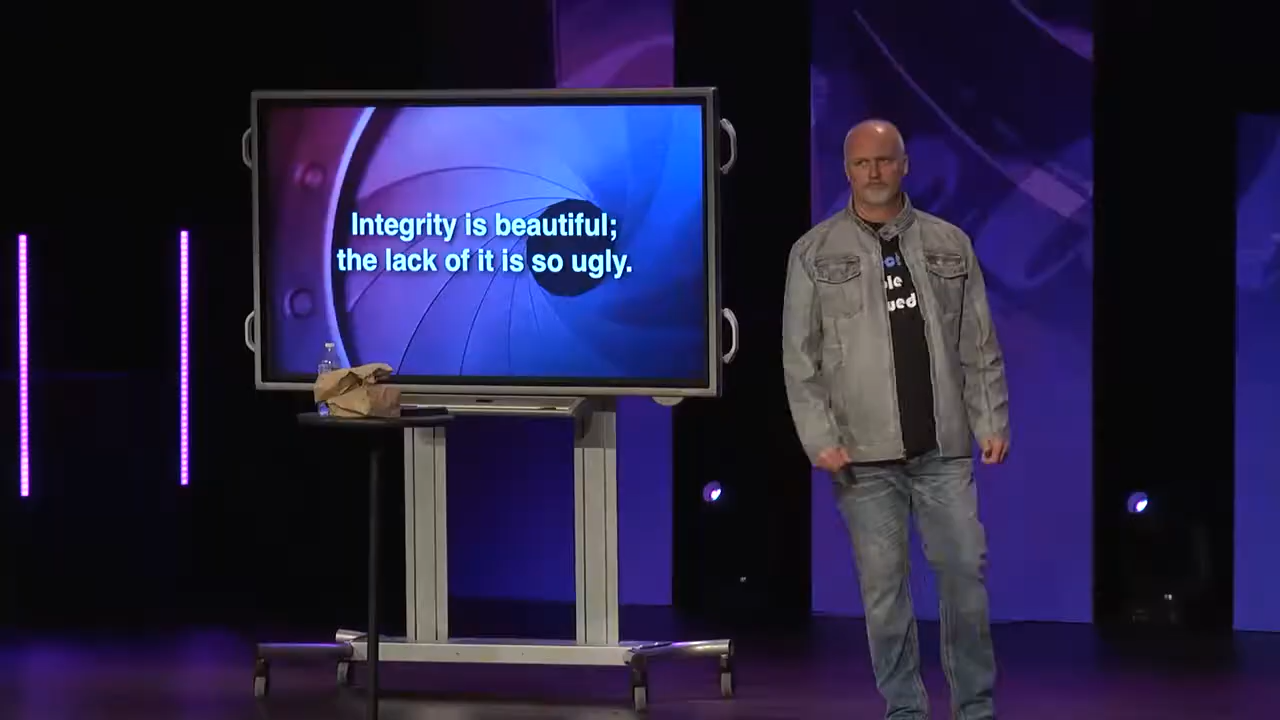 Integrity is beautiful;
the lack of it is so ugly.